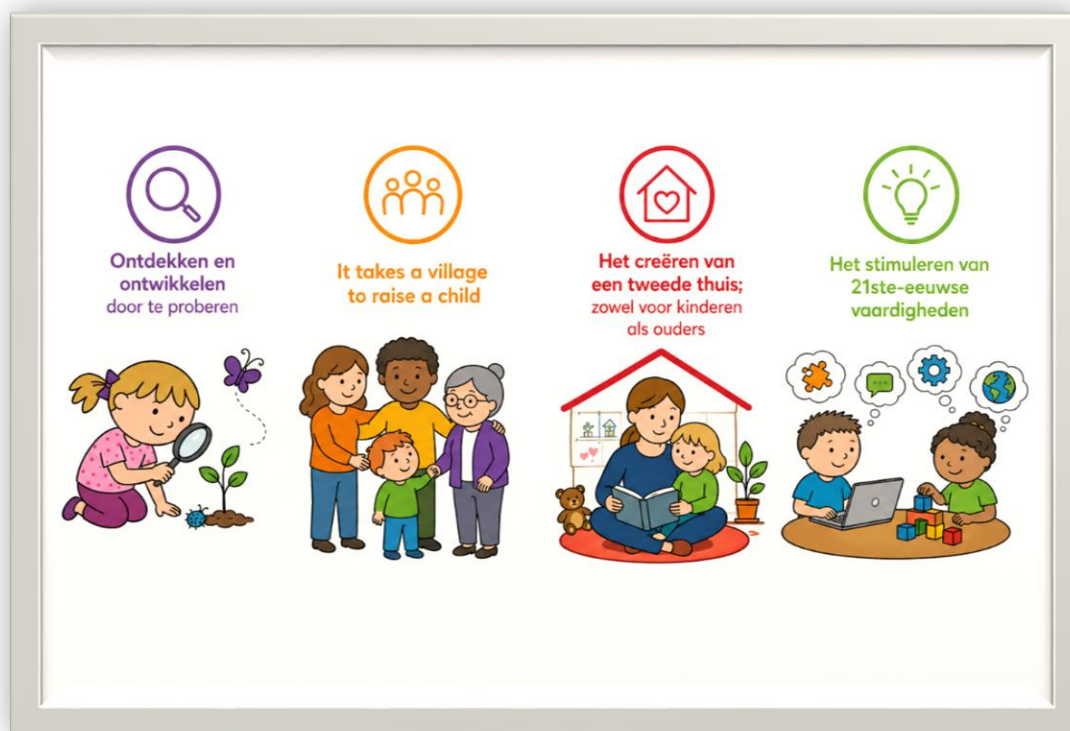 Ontdekken en
ontwikkelen
door te proberen
It takes a village
to raise a child
Het creëren van
een tweede thuis;
zowel voor kinderen
als ouders
Het stimuleren van
21ste-eeuwse
vaardigheden